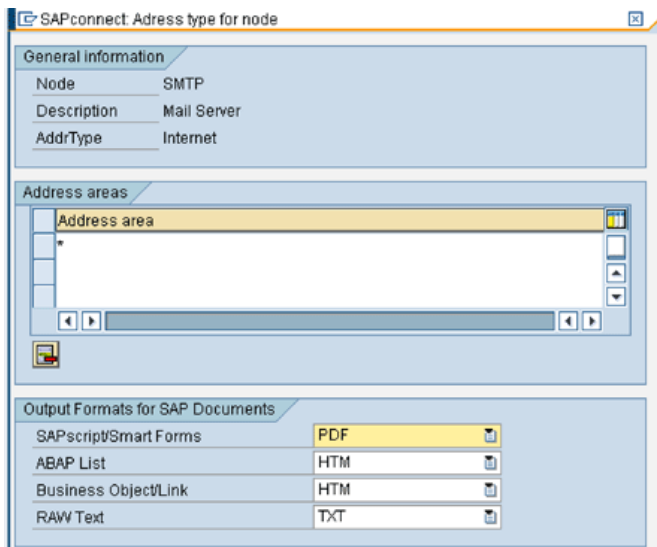 SAPconnect: Adress type for node
General information
Node SMTP
Description Mail Server
AddrType Internet
Address areas
Address area
*
Output Formats for SAP Documents
SAPscript/Smart Forms PDF
ABAP List HTM
Business Object/Link HTM
RAW Text TXT